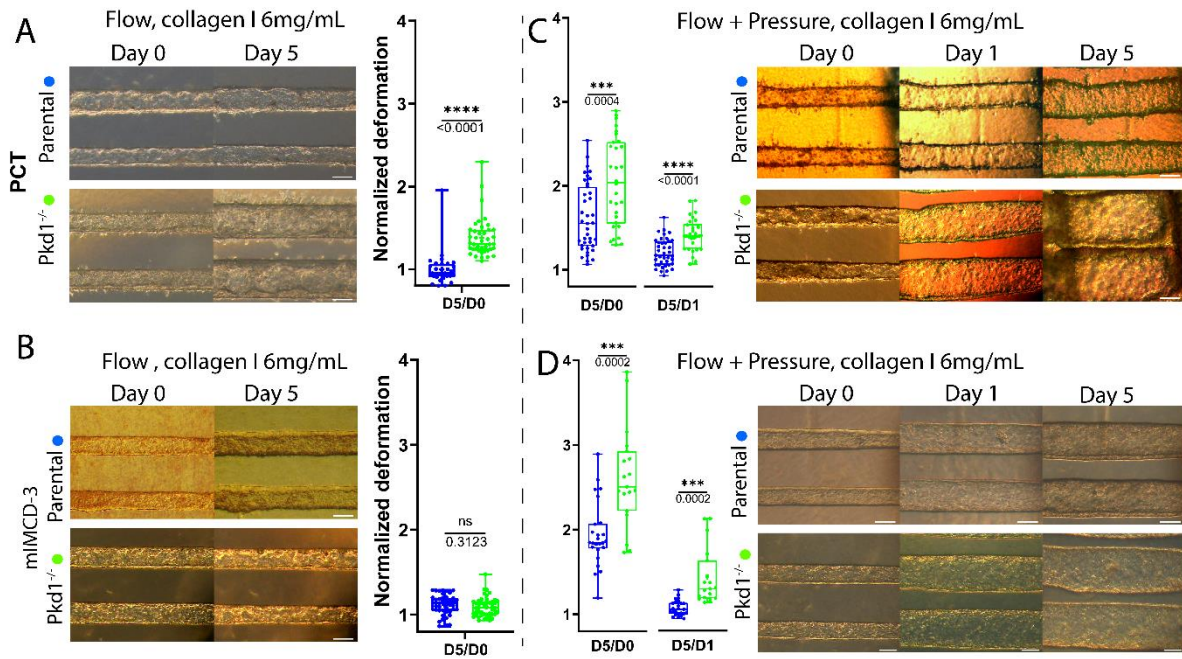 A
Flow, collagen I 6mg/mL
Day 0
Day 5
PCT
Parental
Pkd1-/-
Normalized deformation
4
3
2
1
****
<0.0001
D5/D0
C
Flow + Pressure, collagen I 6mg/mL
Day 0
Day 1
Day 5
4
3
2
1
***
0.0004
****
<0.0001
D5/D0
D5/D1
Parental
Pkd1-/-
B
Flow , collagen I 6mg/mL
Day 0
Day 5
mIMCD-3
Parental
Pkd1-/-
Normalized deformation
4
3
2
1
ns
0.3123
D5/D0
D
Flow + Pressure, collagen I 6mg/mL
Day 0
Day 1
Day 5
4
3
2
1
***
0.0002
***
0.0002
D5/D0
D5/D1
Parental
Pkd1-/-